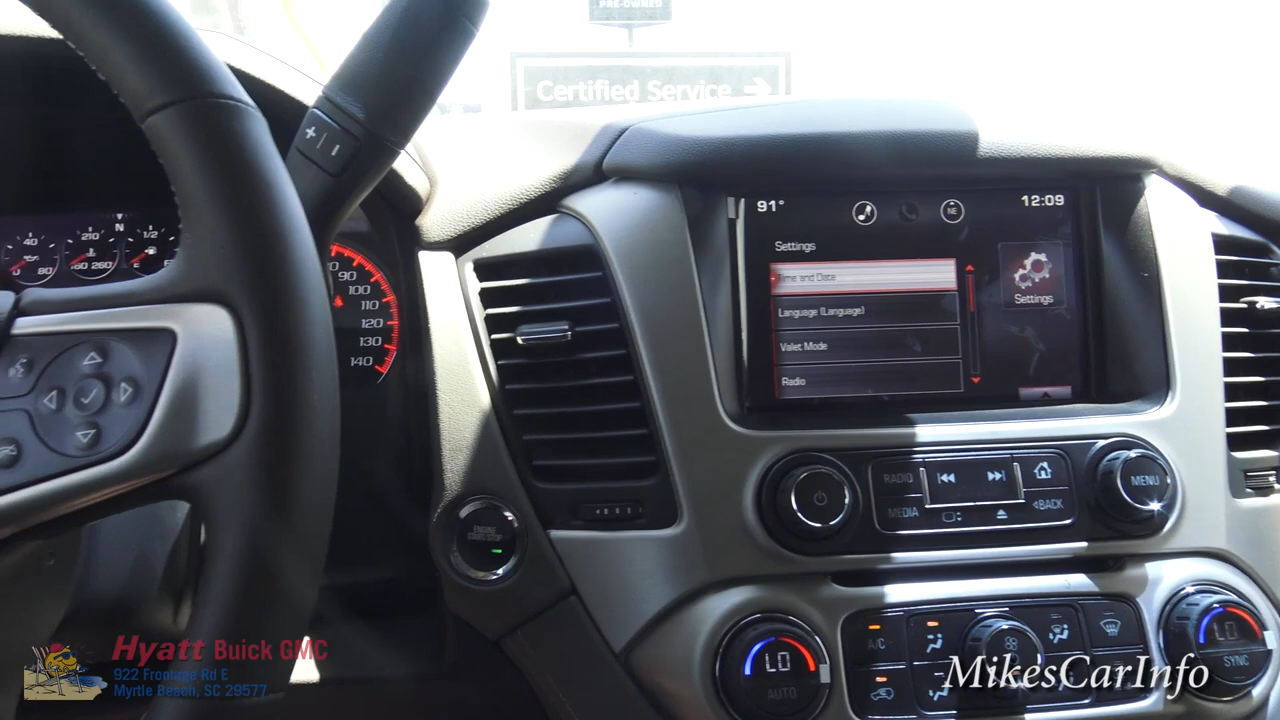 PRE-OWNED
Certified Service →
+ -
91° NE 12:09
Settings
Time and Date
Language (Language)
Valet Mode
Radio
Settings
N
40
0 80
210
260
1/2
90
100
110
120
130
140
RADIO
MEDIA
BACK
MENU
ENGINE
START/STOP
A/C
LO
AUTO
LO
SYNC
Hyatt Buick GMC
922 Frontage Rd E
Myrtle Beach, SC 29577
MikesCarInfo